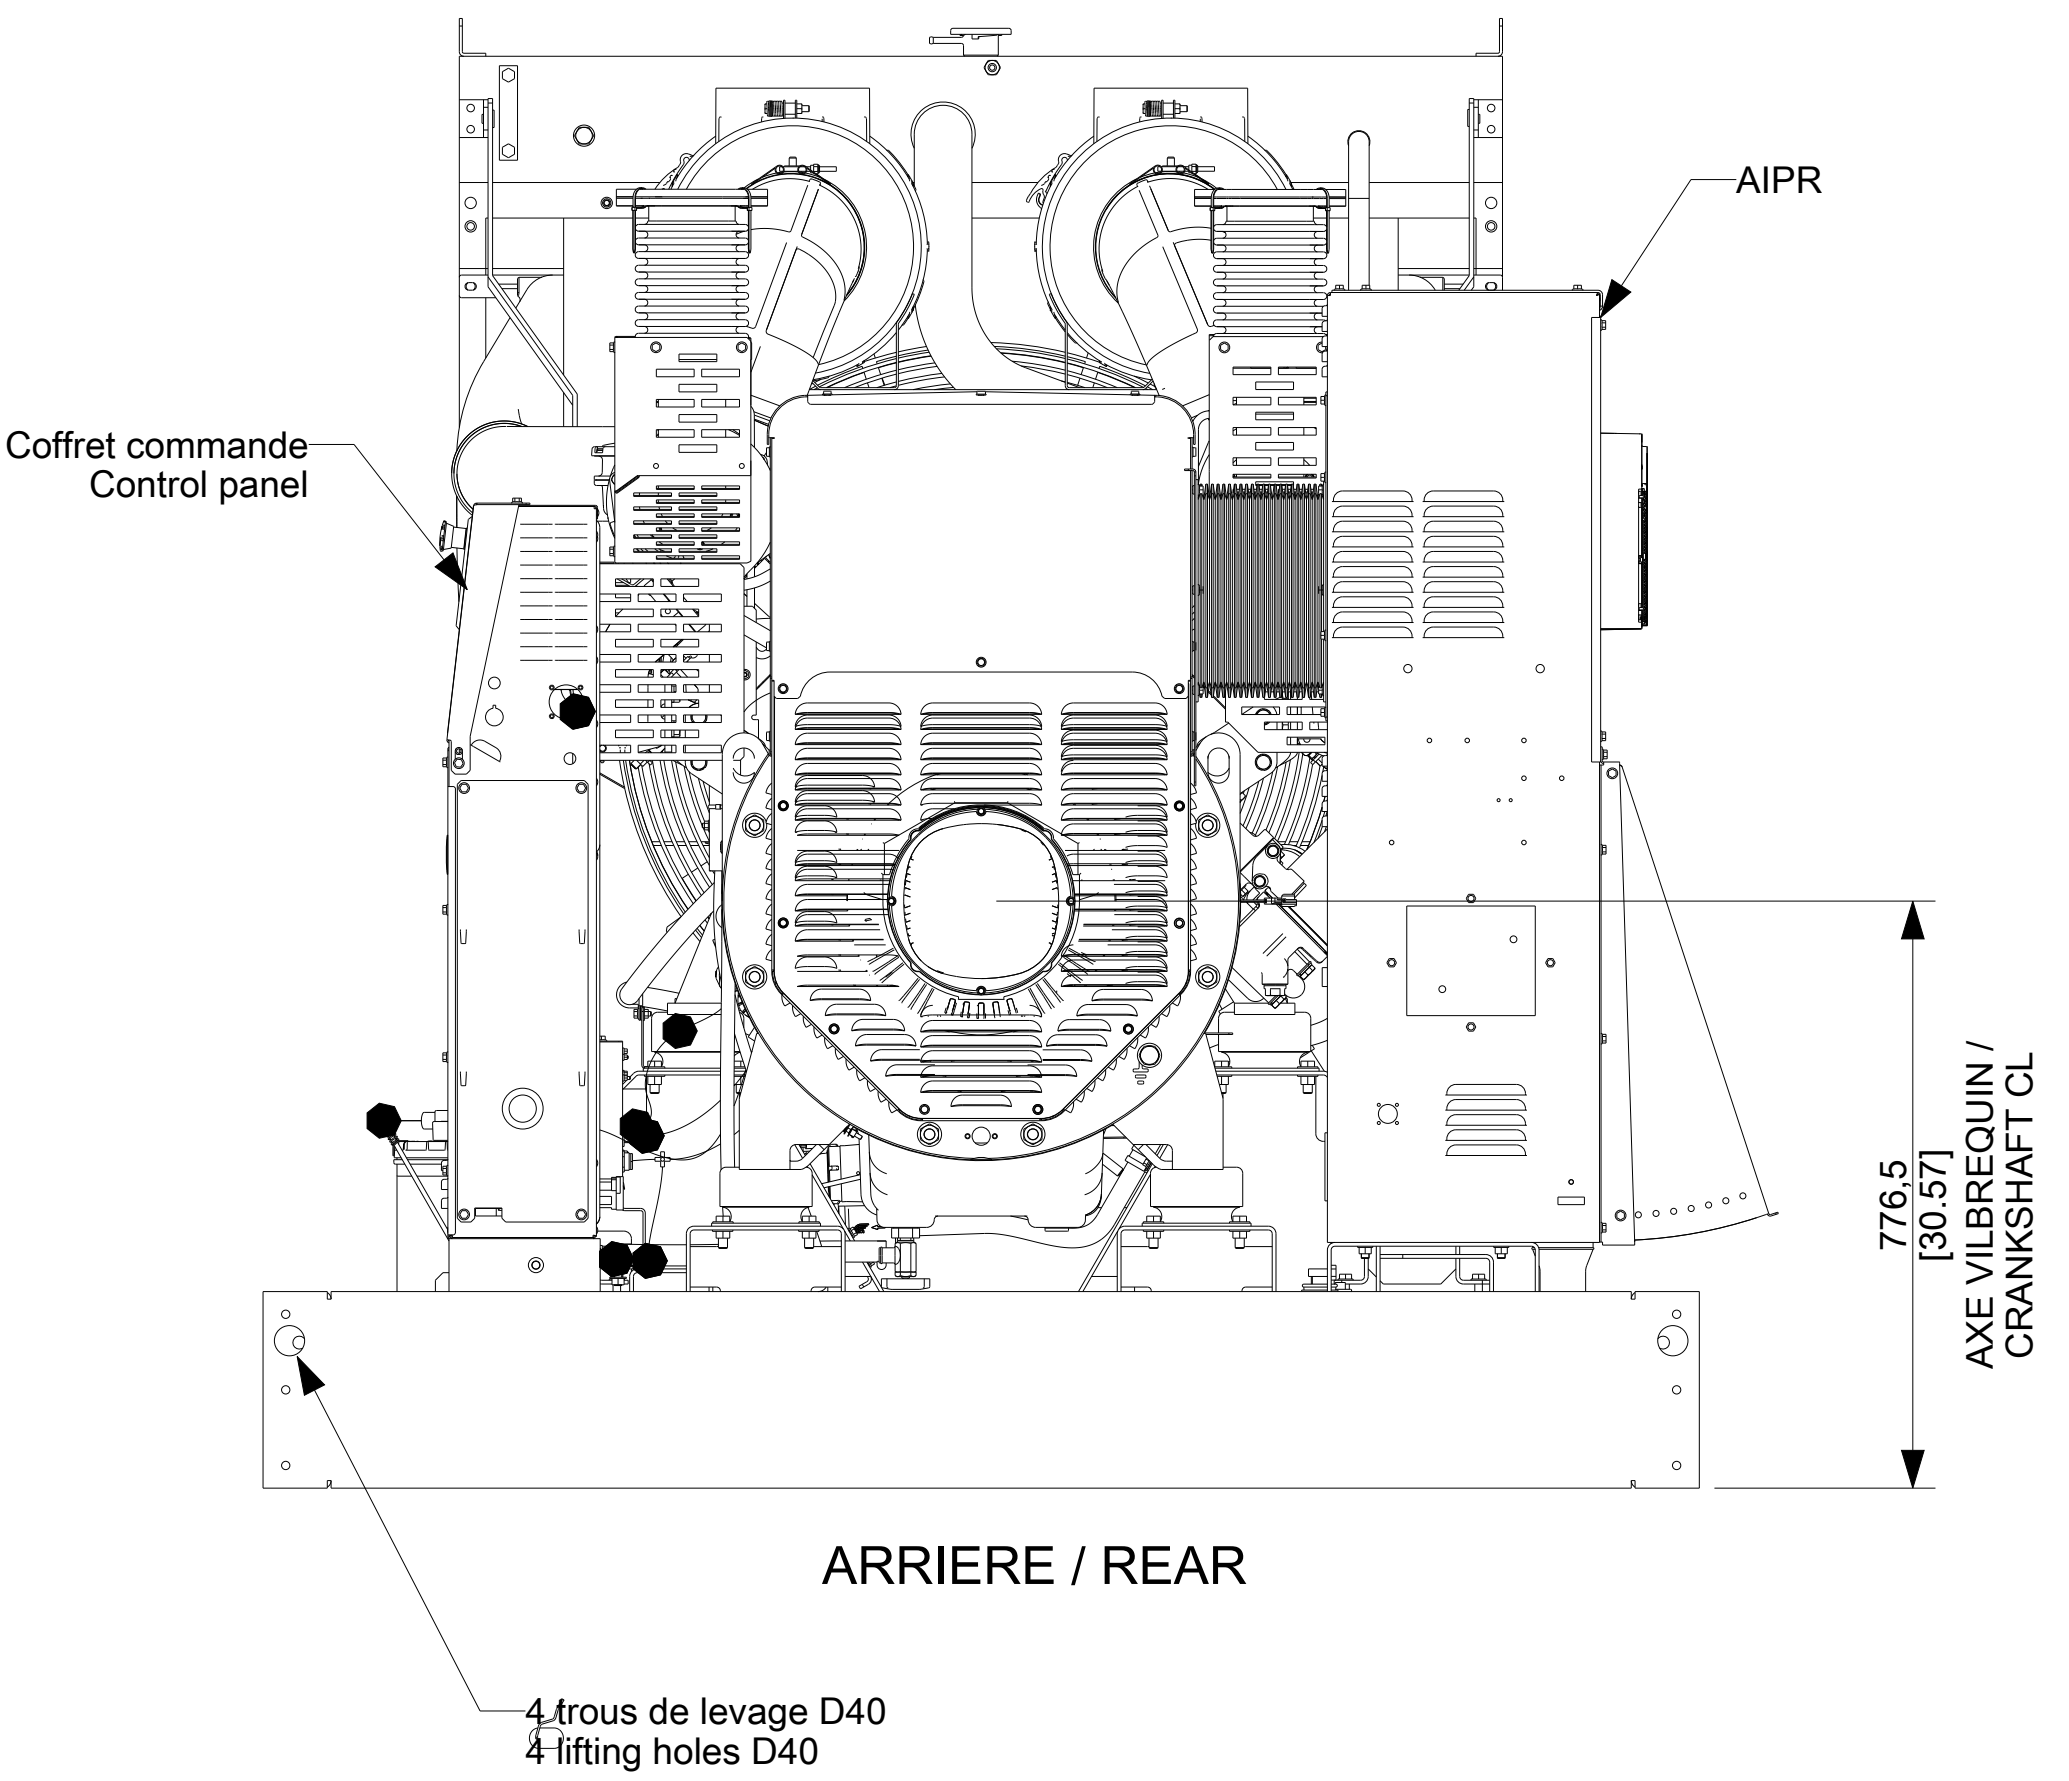 AIPR
Coffret commande
Control panel
776,5
[30.57]
AXE VILBREQUIN /
CRANKSHAFT CL
ARRIERE / REAR
4 trous de levage D40
4 lifting holes D40